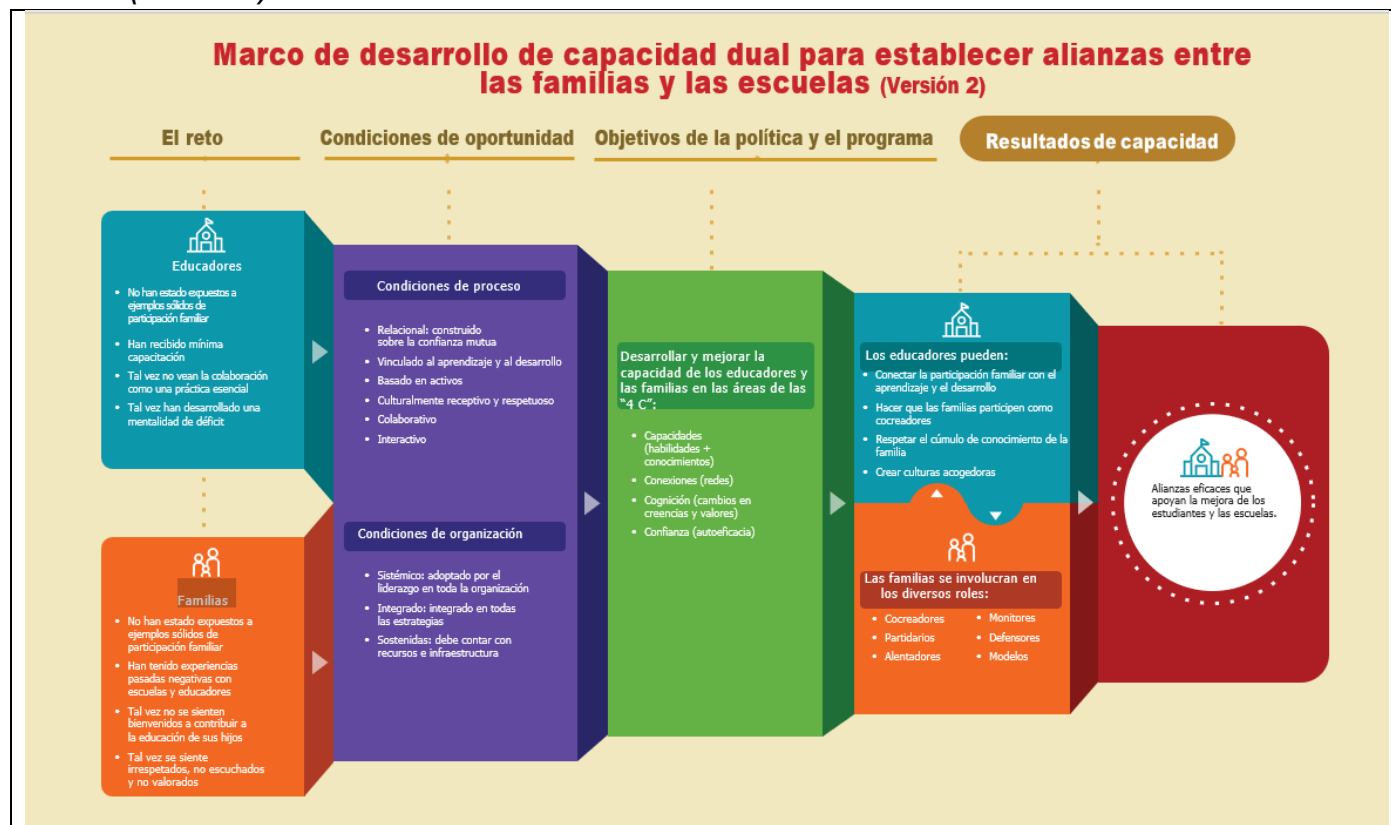 Marco de desarrollo de capacidad dual para establecer alianzas entre
las familias y las escuelas (Versión 2)
El reto
Condiciones de oportunidad
Objetivos de la política y el programa
Resultados de capacidad
Educadores
• No han estado expuestos a
ejemplos sólidos de
participación familiar
• Han recibido mínima
capacitación
• Tal vez no vean la colaboración
como una práctica esencial
• Tal vez han desarrollado una
mentalidad de déficit
Familias
• No han estado expuestos a
ejemplos sólidos de
participación familiar
• Han tenido experiencias
pasadas negativas con
escuelas y educadores
• Tal vez no se sienten
bienvenidos a contribuir a
la educación de sus hijos
• Tal vez se siente
irrespetados, no escuchados
y no valorados
Condiciones de proceso
• Relacional: construido
sobre la confianza mutua
• Vinculado al aprendizaje y al desarrollo
• Basado en activos
• Culturalmente receptivo y respetuoso
• Colaborativo
• Interactivo
Condiciones de organización
• Sistémico: adoptado por el
liderazgo en toda la organización
• Integrado: integrado en todas
las estrategias
• Sostenidas: debe contar con
recursos e infraestructura
Desarrollar y mejorar la
capacidad de los educadores y
las familias en las áreas de las
“4 C”:
• Capacidades
(habilidades +
conocimientos)
• Conexiones (redes)
• Cognición (cambios en
creencias y valores)
• Confianza (autoeficacia)
Los educadores pueden:
• Conectar la participación familiar con el
aprendizaje y el desarrollo
• Hacer que las familias participen como
cocreadores
• Respetar el cúmulo de conocimiento de la
familia
• Crear culturas acogedoras
Las familias se involucran en
los diversos roles:
• Cocreadores
• Partidarios
• Alentadores
• Monitores
• Defensores
• Modelos
Alianzas eficaces que
apoyan la mejora de los
estudiantes y las escuelas.